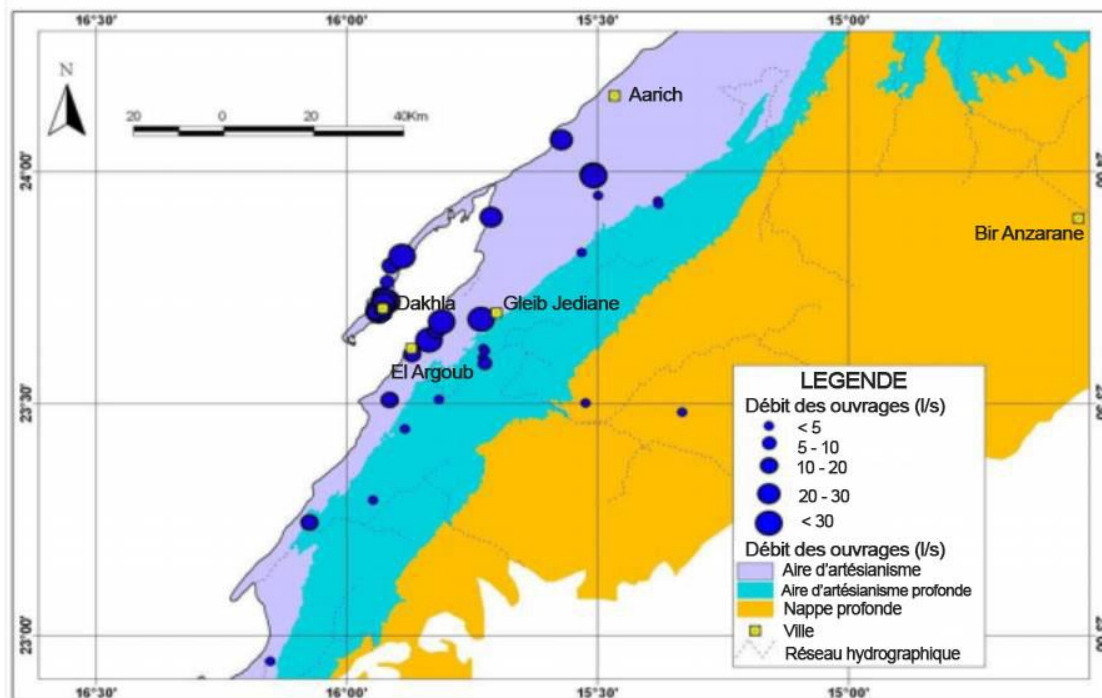 16°30' 16°00' 15°30' 15°00'
N
20 0 20 40Km
Aarich
24°00'
Bir Anzarane
Dakhla
Gleib Jediane
El Argoub
23°30'
LEGENDE
Débit des ouvrages (l/s)
< 5
5 - 10
10 - 20
20 - 30
< 30
Débit des ouvrages (l/s)
Aire d'artésianisme
Aire d'artésianisme profonde
Nappe profonde
Ville
Réseau hydrographique
23°00'
16°30' 16°00' 15°30' 15°00'